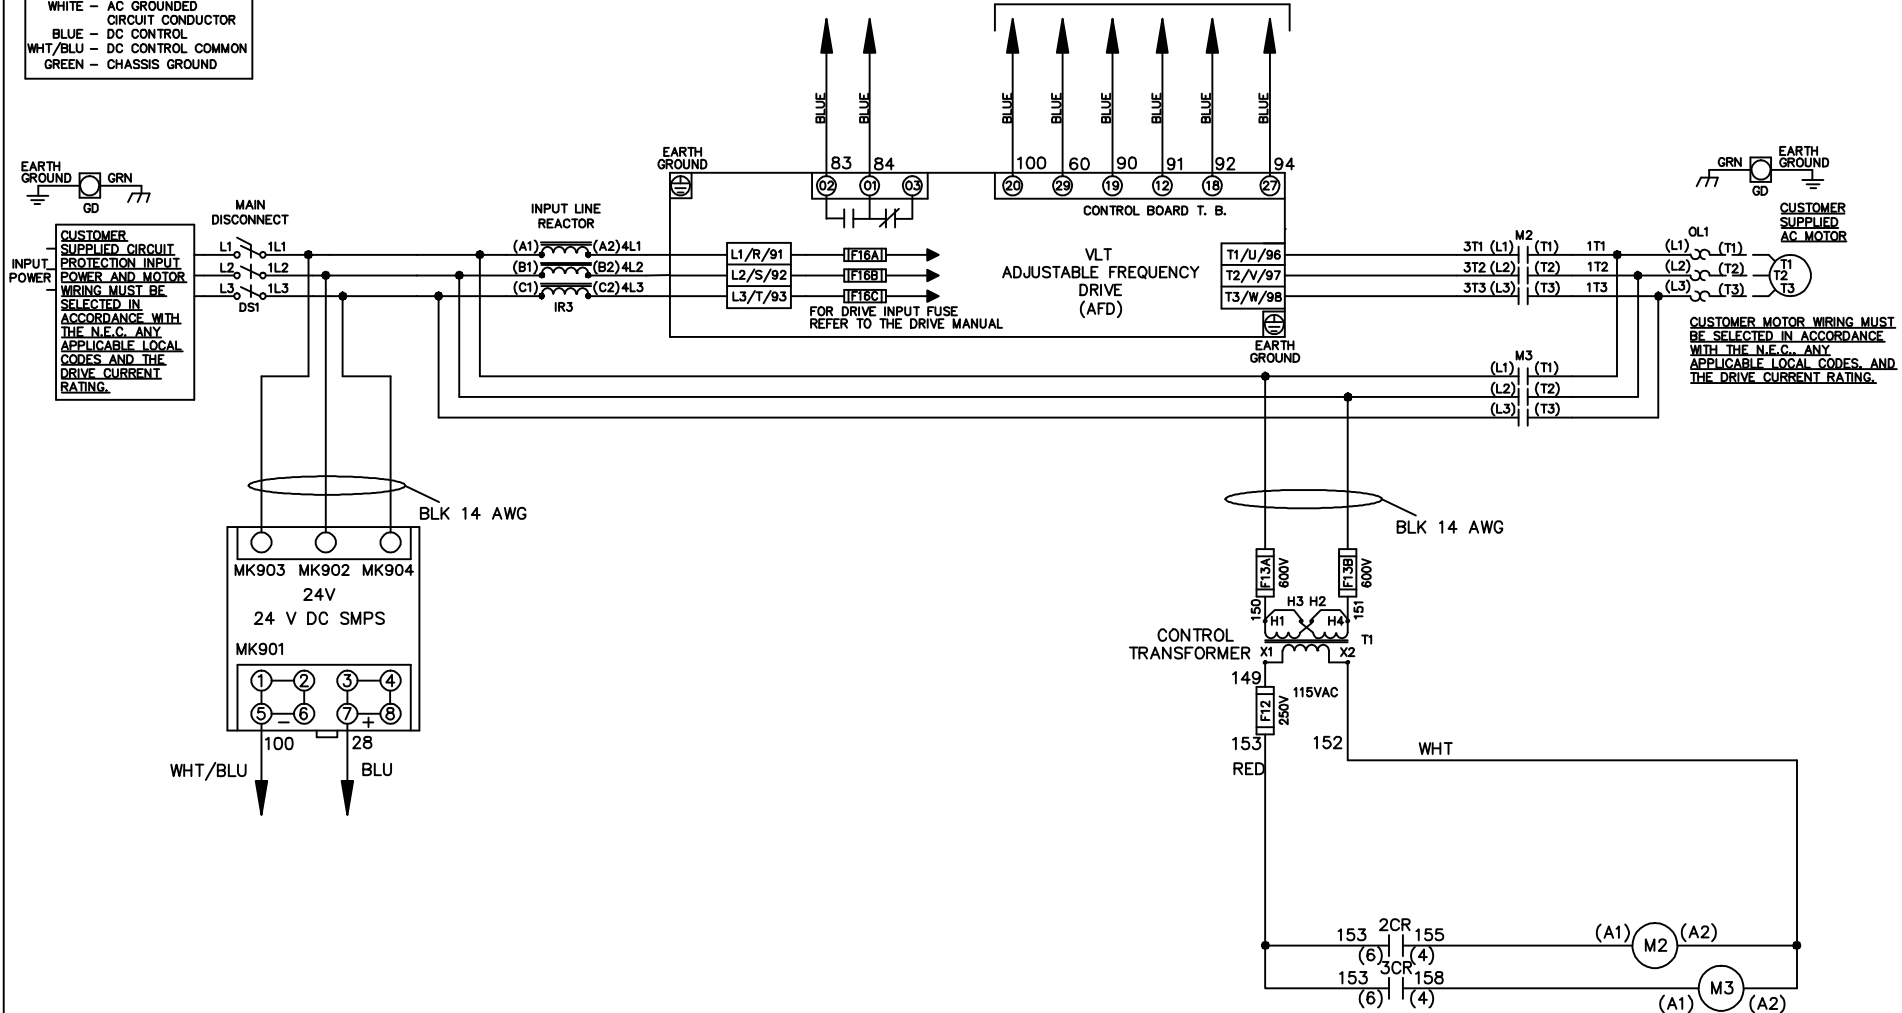 WHITE – AC GROUNDED
CIRCUIT CONDUCTOR
BLUE – DC CONTROL
WHT/BLU – DC CONTROL COMMON
GREEN – CHASSIS GROUND
BLUE
BLUE
BLUE
BLUE
BLUE
BLUE
BLUE
BLUE
EARTH
GROUND
GRN
GD
INPUT
POWER
CUSTOMER
SUPPLIED CIRCUIT
PROTECTION INPUT
POWER AND MOTOR
WIRING MUST BE
SELECTED IN
ACCORDANCE WITH
THE N.E.C. ANY
APPLICABLE LOCAL
CODES AND THE
DRIVE CURRENT
RATING.
MAIN
DISCONNECT
L1 1L1
L2 1L2
L3 1L3
DS1
INPUT LINE
REACTOR
(A1) (A2) 4L1
(B1) (B2) 4L2
(C1) (C2) 4L3
IR3
EARTH
GROUND
83 84
02 01 03
100 60 90 91 92 94
20 29 19 12 18 27
CONTROL BOARD T. B.
L1/R/91
L2/S/92
L3/T/93
F16A
F16B
F16C
FOR DRIVE INPUT FUSE
REFER TO THE DRIVE MANUAL
VLT
ADJUSTABLE FREQUENCY
DRIVE
(AFD)
T1/U/96
T2/V/97
T3/W/98
EARTH
GROUND
M2
3T1 (L1) (T1) 1T1
3T2 (L2) (T2) 1T2
3T3 (L3) (T3) 1T3
OL1
(L1) (T1)
(L2) (T2)
(L3) (T3)
T1
T2
T3
GRN
EARTH
GROUND
GD
CUSTOMER
SUPPLIED
AC MOTOR
CUSTOMER MOTOR WIRING MUST
BE SELECTED IN ACCORDANCE
WITH THE N.E.C., ANY
APPLICABLE LOCAL CODES, AND
THE DRIVE CURRENT RATING.
M3
(L1) (T1)
(L2) (T2)
(L3) (T3)
BLK 14 AWG
MK903 MK902 MK904
24V
24 V DC SMPS
MK901
1 2 3 4
5 6 7 8
– +
100 28
WHT/BLU BLU
BLK 14 AWG
F13A 600V
F13B 600V
150 151
H3 H2
H1 H4
T1
CONTROL
TRANSFORMER
X1 X2
149
115VAC
F12 250V
153 152
RED
WHT
2CR
153 155
(6) (4)
(A1) M2 (A2)
3CR
153 158
(6) (4)
(A1) M3 (A2)